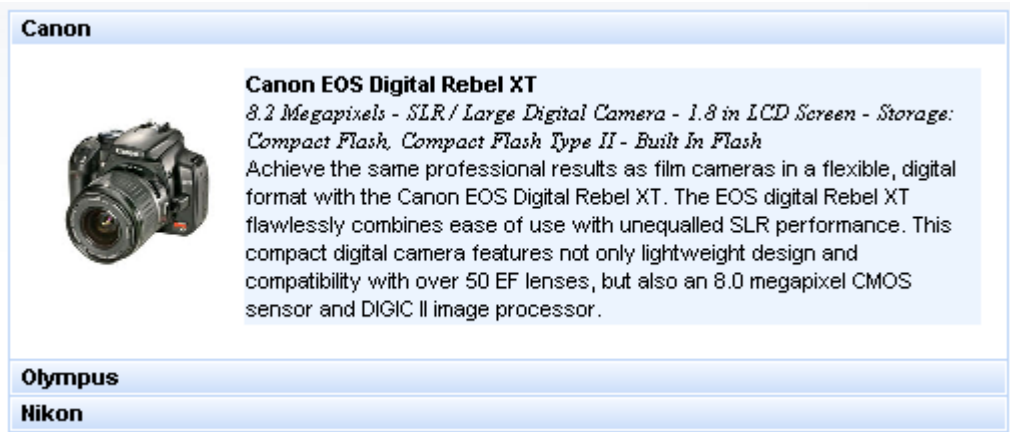 Canon
Canon EOS Digital Rebel XT
8.2 Megapixels - SLR / Large Digital Camera - 1.8 in LCD Screen - Storage:
Compact Flash, Compact Flash Type II - Built In Flash
Achieve the same professional results as film cameras in a flexible, digital
format with the Canon EOS Digital Rebel XT. The EOS digital Rebel XT
flawlessly combines ease of use with unequalled SLR performance. This
compact digital camera features not only lightweight design and
compatibility with over 50 EF lenses, but also an 8.0 megapixel CMOS
sensor and DIGIC II image processor.
Olympus
Nikon